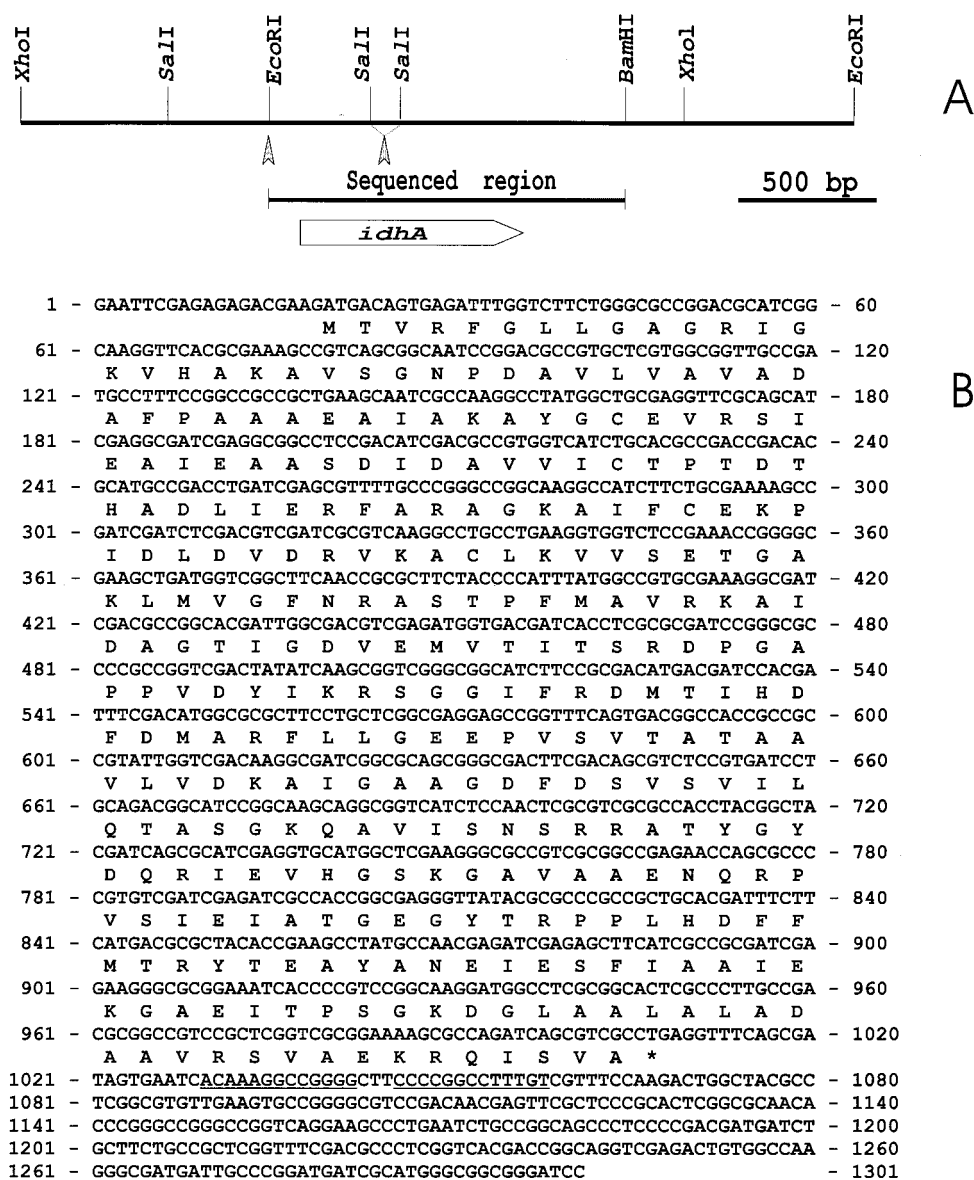 XhoI SalI EcoRI SalI SalI BamHI XhoI EcoRI
A
Sequenced region 500 bp
idhA
1 - GAATTCGAGAGAGACGAAGATGACAGTGAGATTTGGTCTTCTGGGCGCCGGACGCATCGG - 60
M T V R F G L L G A G R I G
61 - CAAGGTTCACGCGAAAGCCGTCAGCGGCAATCCGGACGCCGTGCTCGTGGCGGTTGCCGA - 120
K V H A K A V S G N P D A V L V A V A D
B
121 - TGCCTTTCCGGCCGCCGCTGAAGCAATCGCCAAGGCCTATGGCTGCGAGGTTCGCAGCAT - 180
A F P A A A E A I A K A Y G C E V R S I
181 - CGAGGCGATCGAGGCGGCCTCCGACATCGACGCCGTGGTCATCTGCACGCCGACCGACAC - 240
E A I E A A S D I D A V V I C T P T D T
241 - GCATGCCGACCTGATCGAGCGTTTTGCCCGGGCCGGCAAGGCCATCTTCTGCGAAAAGCC - 300
H A D L I E R F A R A G K A I F C E K P
301 - GATCGATCTCGACGTCGATCGCGTCAAGGCCTGCCTGAAGGTGGTCTCCGAAACCGGGGC - 360
I D L D V D R V K A C L K V V S E T G A
361 - GAAGCTGATGGTCGGCTTCAACCGCGCTTCTACCCCATTTATGGCCGTGCGAAAGGCGAT - 420
K L M V G F N R A S T P F M A V R K A I
421 - CGACGCCGGCACGATTGGCGACGTCGAGATGGTGACGATCACCTCGCGCGATCCGGGCGC - 480
D A G T I G D V E M V T I T S R D P G A
481 - CCCGCCGGTCGACTATATCAAGCGGTCGGGCGGCATCTTCCGCGACATGACGATCCACGA - 540
P P V D Y I K R S G G I F R D M T I H D
541 - TTTCGACATGGCGCGCTTCCTGCTCGGCGAGGAGCCGGTTTCAGTGACGGCCACCGCCGC - 600
F D M A R F L L G E E P V S V T A T A A
601 - CGTATTGGTCGACAAGGCGATCGGCGCAGCGGGCGACTTCGACAGCGTCTCCGTGATCCT - 660
V L V D K A I G A A G D F D S V S V I L
661 - GCAGACGGCATCCGGCAAGCAGGCGGTCATCTCCAACTCGCGTCGCGCCACCTACGGCTA - 720
Q T A S G K Q A V I S N S R R A T Y G Y
721 - CGATCAGCGCATCGAGGTGCATGGCTCGAAGGGCGCCGTCGCGGCCGAGAACCAGCGCCC - 780
D Q R I E V H G S K G A V A A E N Q R P
781 - CGTGTCGATCGAGATCGCCACCGGCGAGGGTTATACGCGCCCGCCGCTGCACGATTTCTT - 840
V S I E I A T G E G Y T R P P L H D F F
841 - CATGACGCGCTACACCGAAGCCTATGCCAACGAGATCGAGAGCTTCATCGCCGCGATCGA - 900
M T R Y T E A Y A N E I E S F I A A I E
901 - GAAGGGCGCGGAAATCACCCCGTCCGGCAAGGATGGCCTCGCGGCACTCGCCCTTGCCGA - 960
K G A E I T P S G K D G L A A L A L A D
961 - CGCGGCCGTCCGCTCGGTCGCGGAAAAGCGCCAGATCAGCGTCGCCTGAGGTTTCAGCGA - 1020
A A V R S V A E K R Q I S V A *
1021 - TAGTGAATCACAAAGGCCGGGGCTTCCCCGGCCTTTGTCGTTTCCAAGACTGGCTACGCC - 1080
1081 - TCGGCGTGTTGAAGTGCCGGGGCGTCCGACAACGAGTTCGCTCCCGCACTCGGCGCAACA - 1140
1141 - CCCGGGCCGGGCCGGTCAGGAAGCCCTGAATCTGCCGGCAGCCCTCCCCGACGATGATCT - 1200
1201 - GCTTCTGCCGCTCGGTTTCGACGCCCTCGGTCACGACCGGCAGGTCGAGACTGTGGCCAA - 1260
1261 - GGGCGATGATTGCCCGGATGATCGCATGGGCGGCGGGATCC - 1301